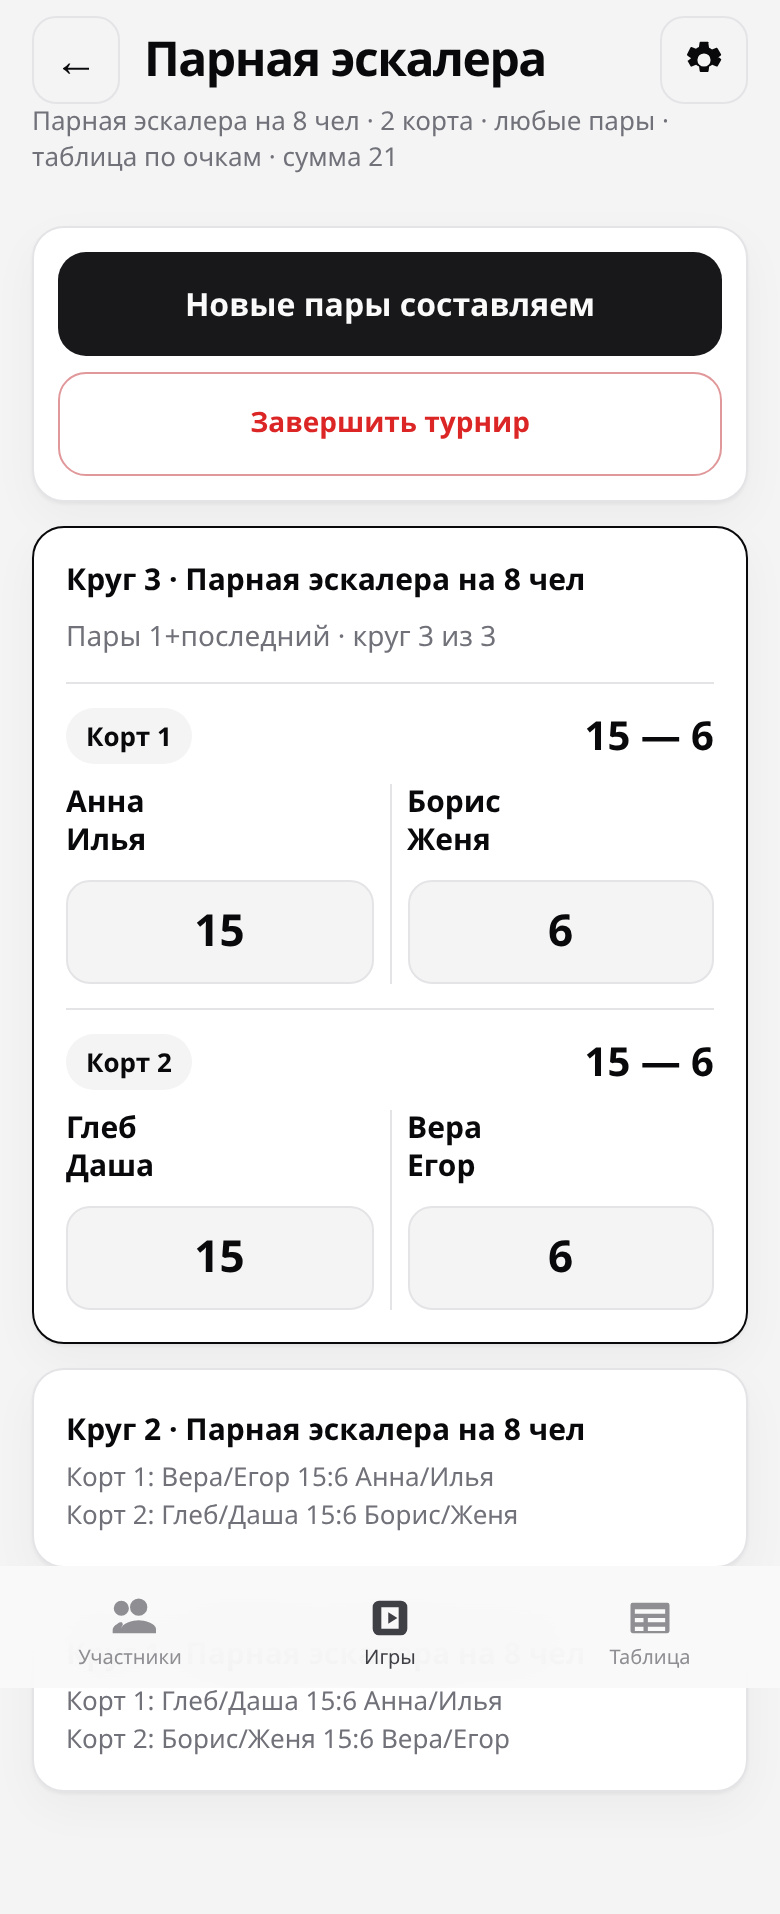 ←
Парная эскалера
Парная эскалера на 8 чел · 2 корта · любые пары ·
таблица по очкам · сумма 21
Новые пары составляем
Завершить турнир
Круг 3 · Парная эскалера на 8 чел
Пары 1+последний · круг 3 из 3
Корт 1
15 — 6
Анна
Илья
Борис
Женя
15
6
Корт 2
15 — 6
Глеб
Даша
Вера
Егор
15
6
Круг 2 · Парная эскалера на 8 чел
Корт 1: Вера/Егор 15:6 Анна/Илья
Корт 2: Глеб/Даша 15:6 Борис/Женя
Участники
Игры
Таблица
Корт 1: Глеб/Даша 15:6 Анна/Илья
Корт 2: Борис/Женя 15:6 Вера/Егор